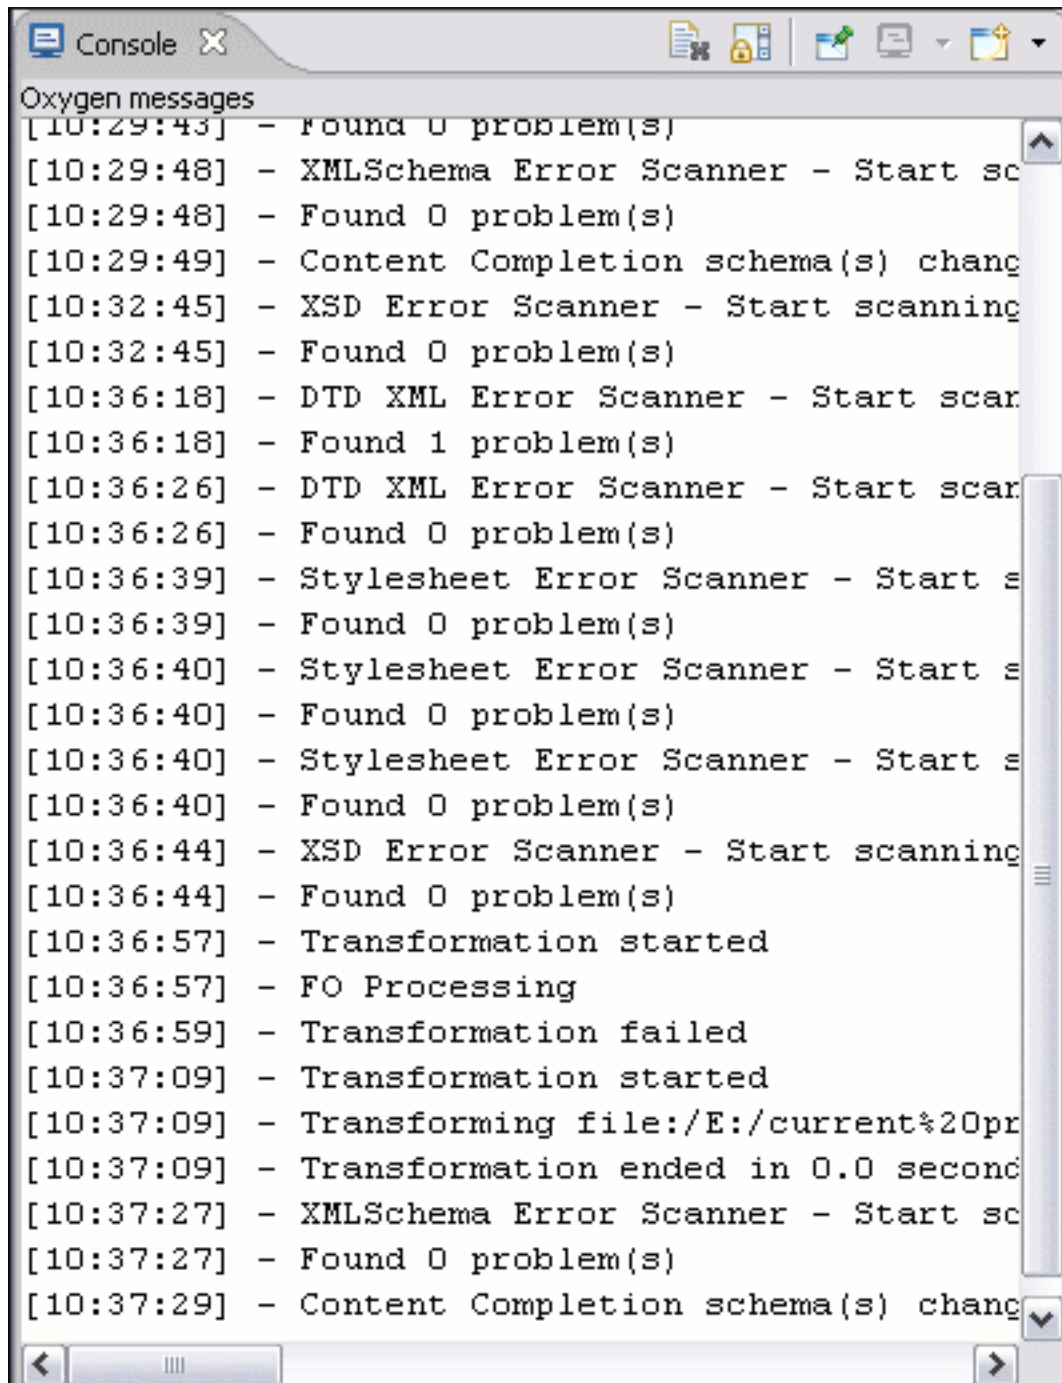 Console
Oxygen messages
[10:29:43] - Found 0 problem(s)
[10:29:48] - XMLSchema Error Scanner - Start sc
[10:29:48] - Found 0 problem(s)
[10:29:49] - Content Completion schema(s) chang
[10:32:45] - XSD Error Scanner - Start scanning
[10:32:45] - Found 0 problem(s)
[10:36:18] - DTD XML Error Scanner - Start scan
[10:36:18] - Found 1 problem(s)
[10:36:26] - DTD XML Error Scanner - Start scan
[10:36:26] - Found 0 problem(s)
[10:36:39] - Stylesheet Error Scanner - Start s
[10:36:39] - Found 0 problem(s)
[10:36:40] - Stylesheet Error Scanner - Start s
[10:36:40] - Found 0 problem(s)
[10:36:40] - Stylesheet Error Scanner - Start s
[10:36:40] - Found 0 problem(s)
[10:36:44] - XSD Error Scanner - Start scanning
[10:36:44] - Found 0 problem(s)
[10:36:57] - Transformation started
[10:36:57] - FO Processing
[10:36:59] - Transformation failed
[10:37:09] - Transformation started
[10:37:09] - Transforming file:/E:/current%20pr
[10:37:09] - Transformation ended in 0.0 second
[10:37:27] - XMLSchema Error Scanner - Start sc
[10:37:27] - Found 0 problem(s)
[10:37:29] - Content Completion schema(s) chang